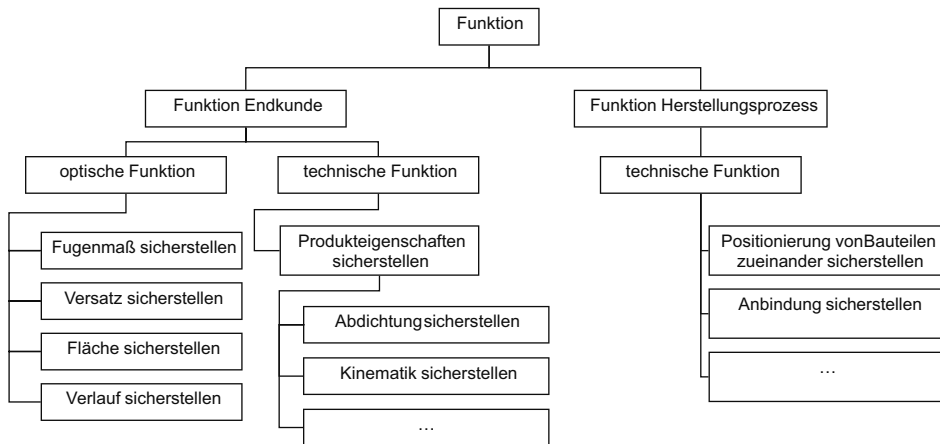 Funktion
Funktion Endkunde
Funktion Herstellungsprozess
optische Funktion
technische Funktion
technische Funktion
Fugenmaß sicherstellen
Versatz sicherstellen
Fläche sicherstellen
Verlauf sicherstellen
Produkteigenschaften
sicherstellen
Abdichtungsicherstellen
Kinematik sicherstellen
...
Positionierung vonBauteilen
zueinander sicherstellen
Anbindung sicherstellen
...